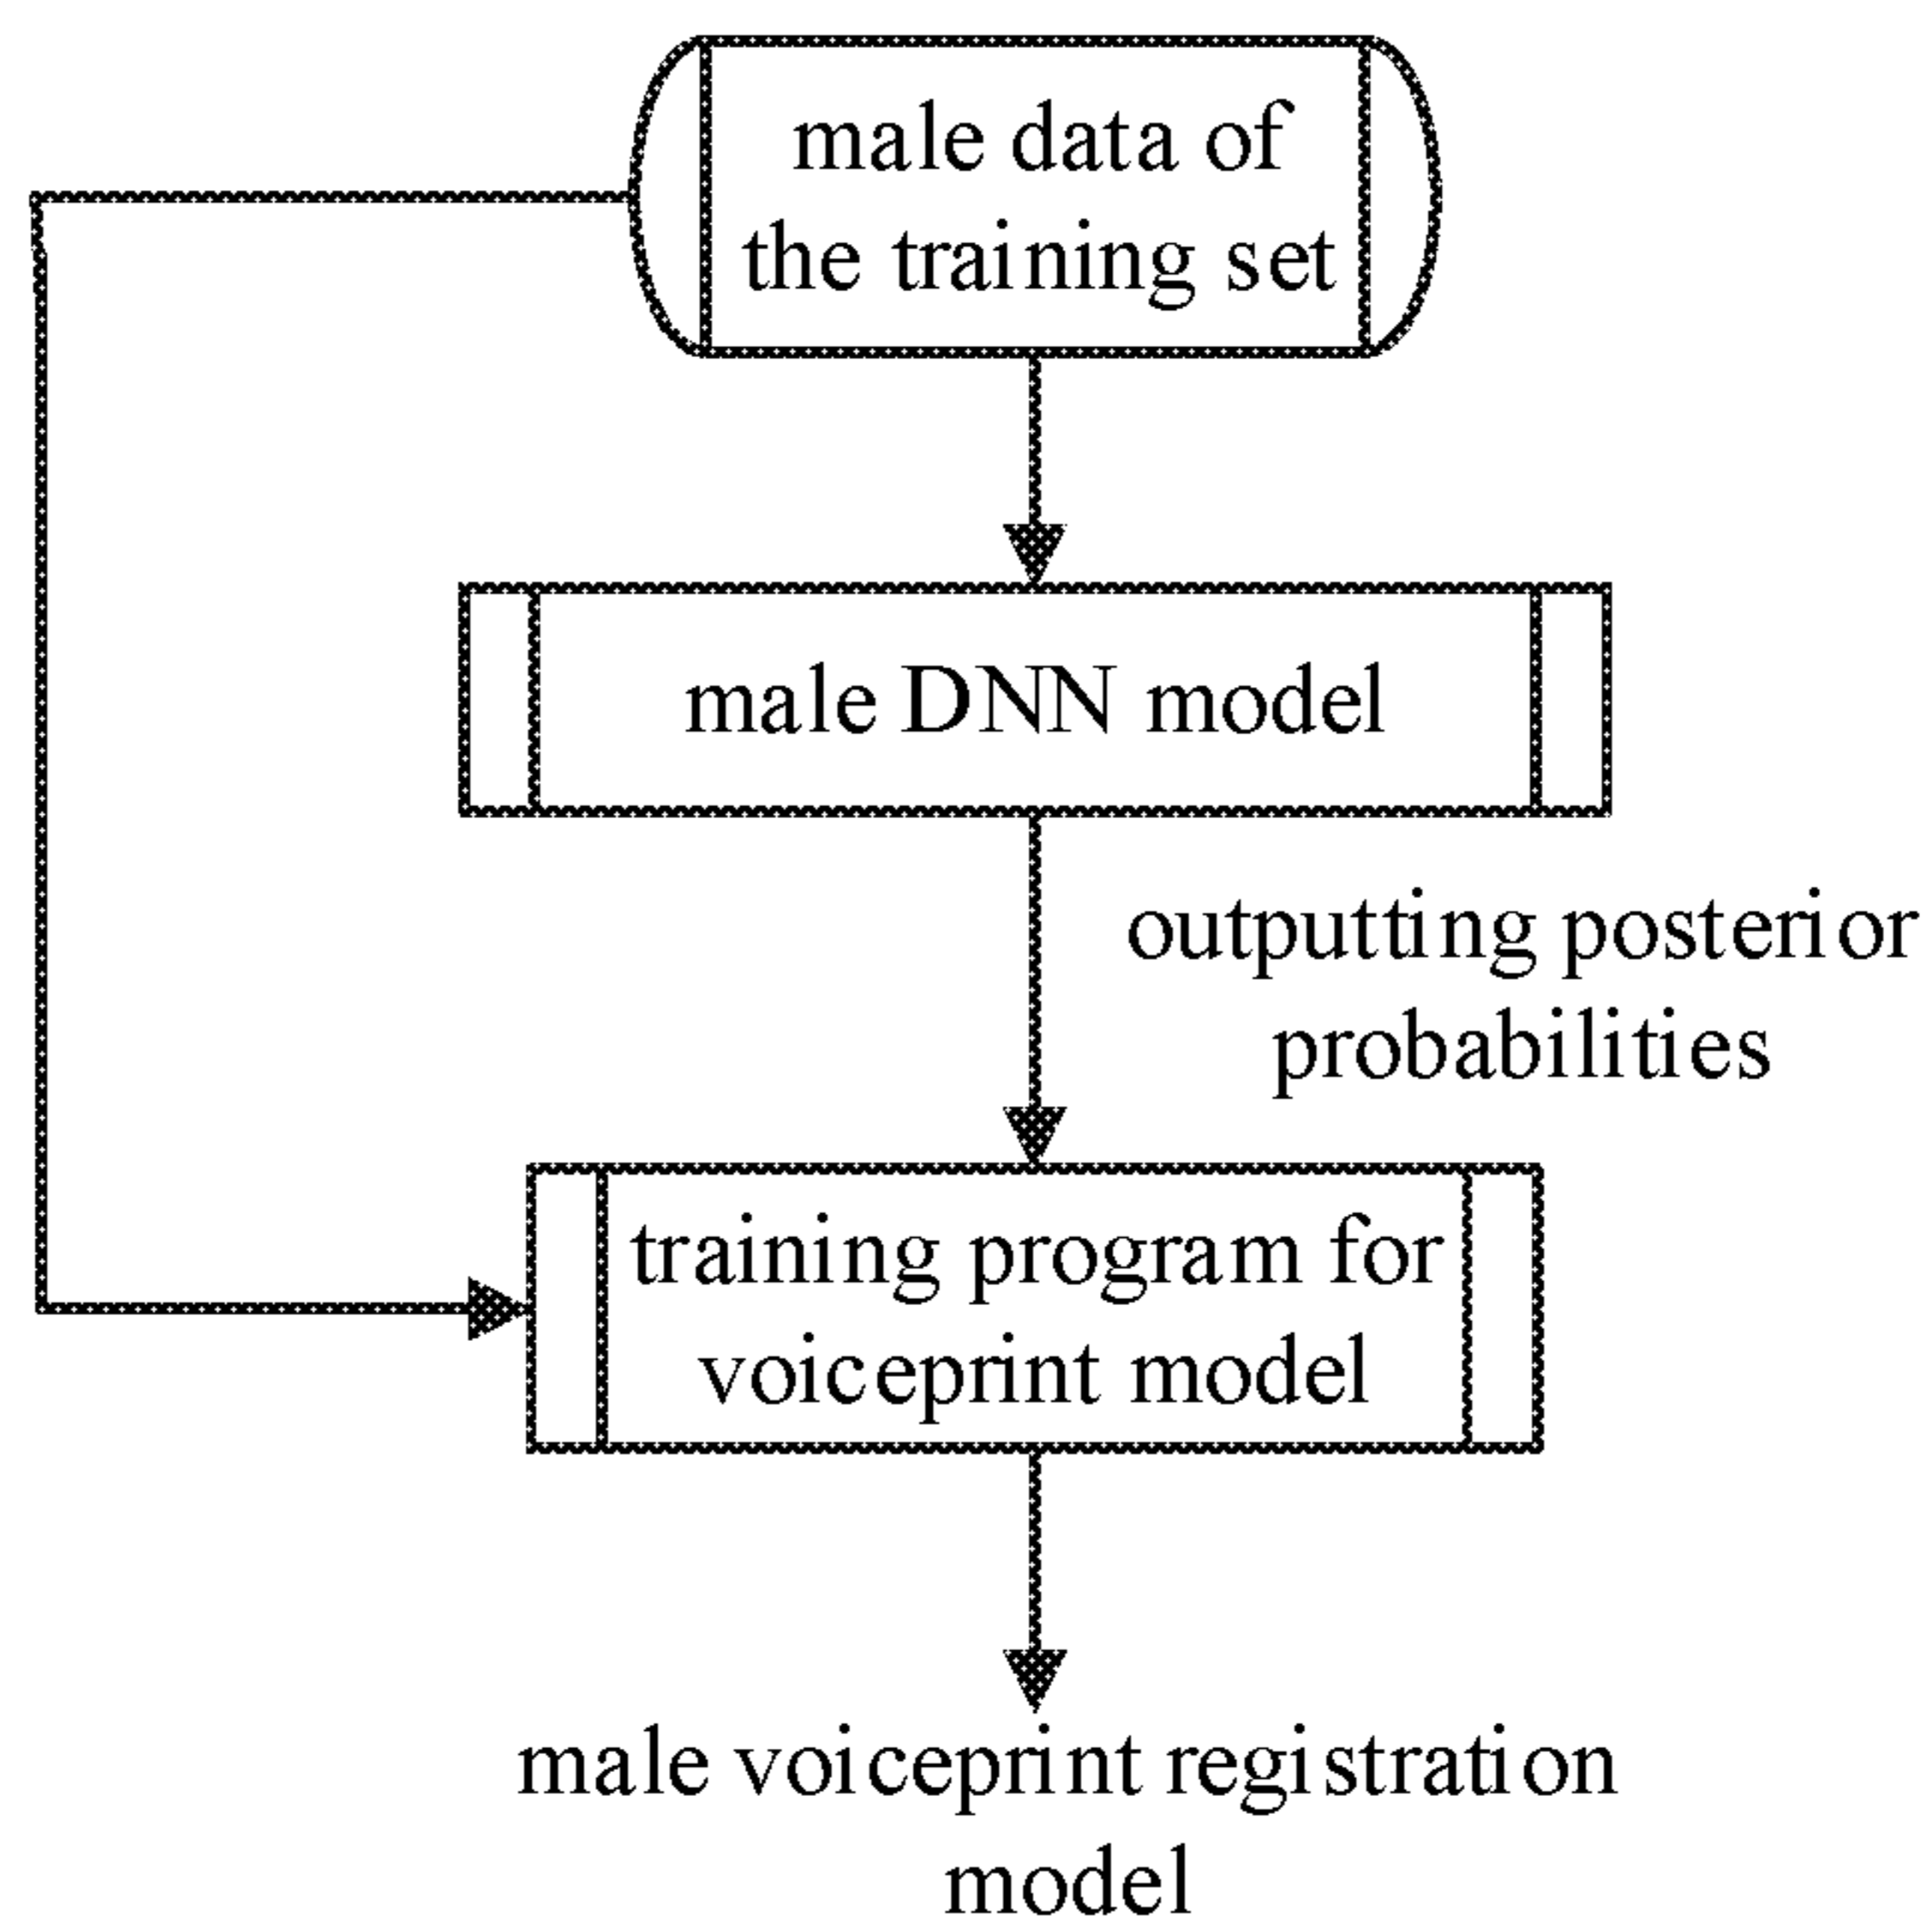 male data of
the training set
male DNN model
outputting posterior
probabilities
training program for
voiceprint model
male voiceprint registration
model